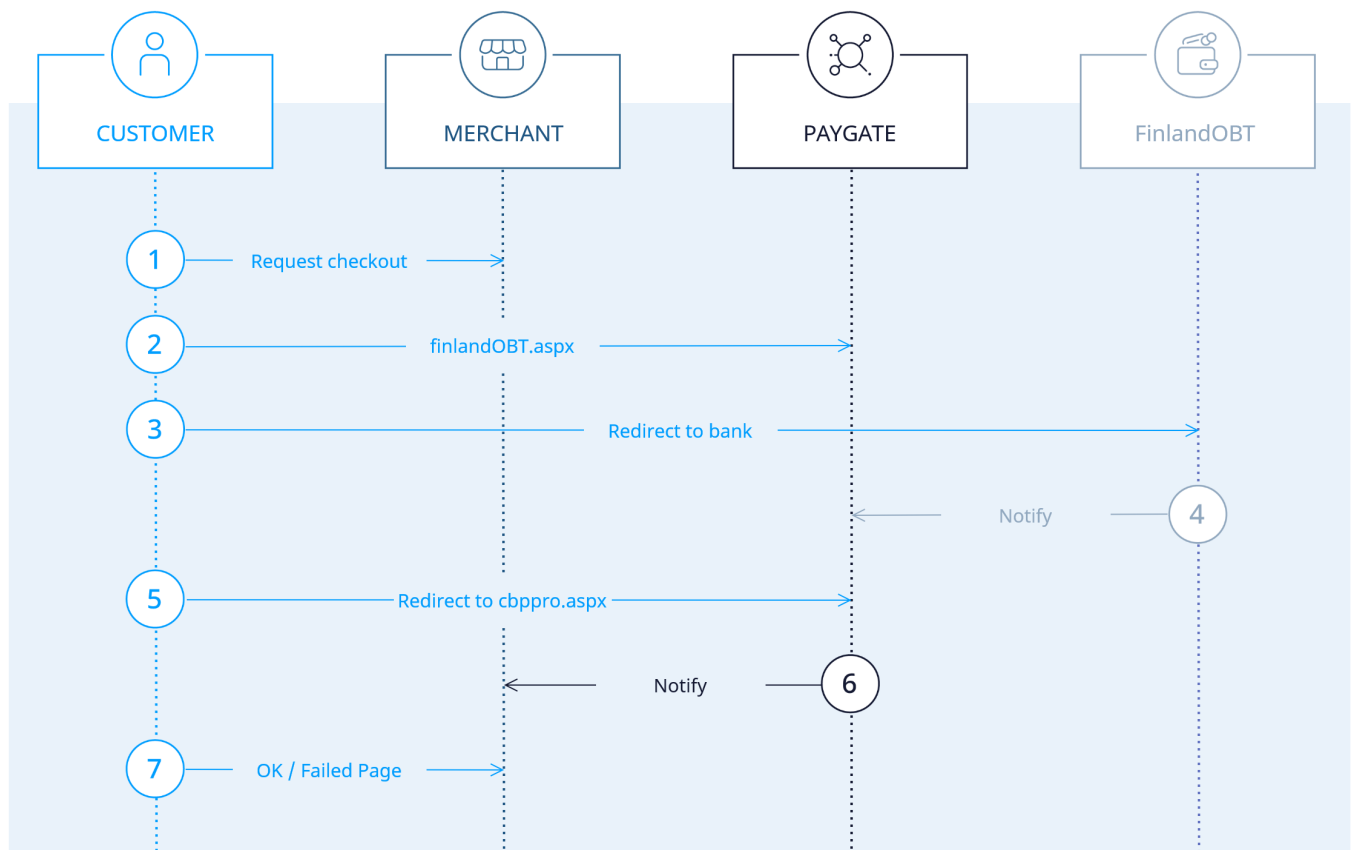 CUSTOMER
MERCHANT
PAYGATE
FinlandOBT
1
Request checkout
2
finlandOBT.aspx
3
Redirect to bank
Notify
4
5
Redirect to cbppro.aspx
Notify
6
7
OK / Failed Page